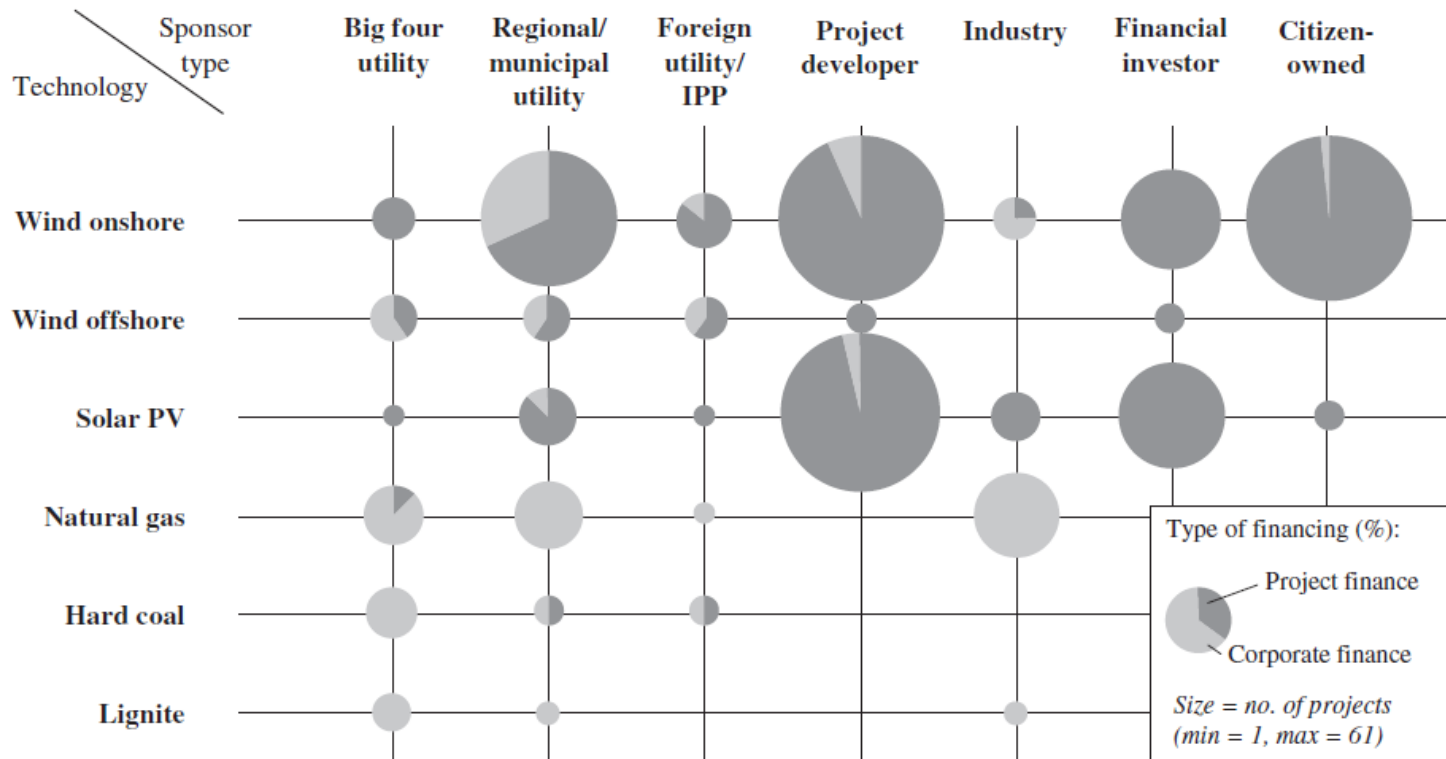 Sponsor
type
Technology
Big four
utility
Regional/
municipal
utility
Foreign
utility/
IPP
Project
developer
Industry
Financial
investor
Citizen-
owned
Wind onshore
Wind offshore
Solar PV
Natural gas
Hard coal
Lignite
Type of financing (%):
Project finance
Corporate finance
Size = no. of projects
(min = 1, max = 61)